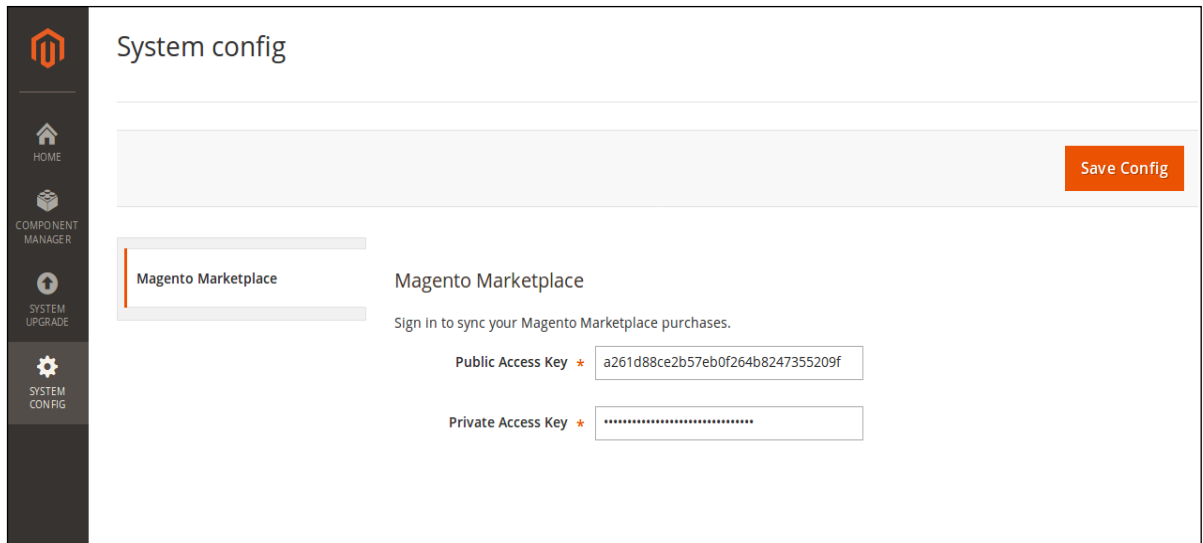 System config
HOME
COMPONENT
MANAGER
SYSTEM
UPGRADE
SYSTEM
CONFIG
Save Config
Magento Marketplace
Magento Marketplace
Sign in to sync your Magento Marketplace purchases.
Public Access Key * a261d88ce2b57eb0f264b8247355209f
Private Access Key * ••••••••••••••••••••••••••••••••